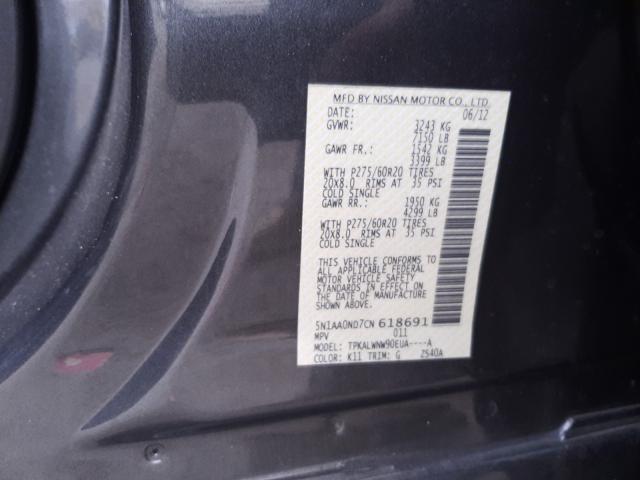 MFD BY NISSAN MOTOR CO., LTD.
DATE: 06/12
GVWR: 3243 KG
7150 LB
GAWR FR.: 1542 KG
3399 LB
WITH P275/60R20 TIRES
20X8.0 RIMS AT 35 PSI
COLD SINGLE
GAWR RR.: 1950 KG
4299 LB
WITH P275/60R20 TIRES
20X8.0 RIMS AT 35 PSI
COLD SINGLE
THIS VEHICLE CONFORMS TO
ALL APPLICABLE FEDERAL
MOTOR VEHICLE SAFETY
STANDARDS IN EFFECT ON
THE DATE OF MANUFACTURE
SHOWN ABOVE.
5N1AA0ND7CN 618691
MPV 011
MODEL: TPKALWNW90EUA----A
COLOR: K11 TRIM: G ZS40A